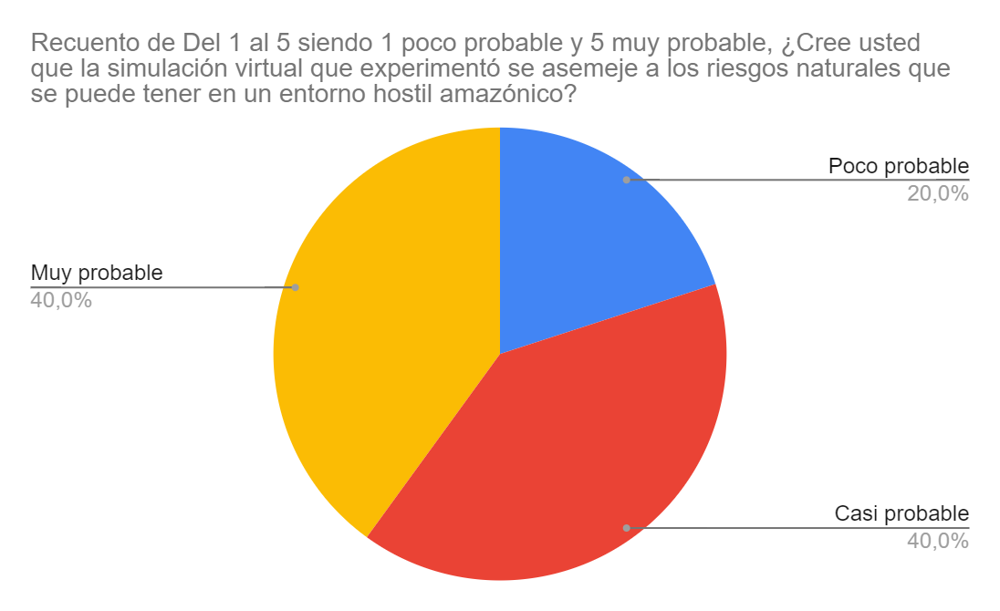 Recuento de Del 1 al 5 siendo 1 poco probable y 5 muy probable, ¿Cree usted
que la simulación virtual que experimentó se asemeje a los riesgos naturales que
se puede tener en un entorno hostil amazónico?
Poco probable
20,0%
Muy probable
40,0%
Casi probable
40,0%